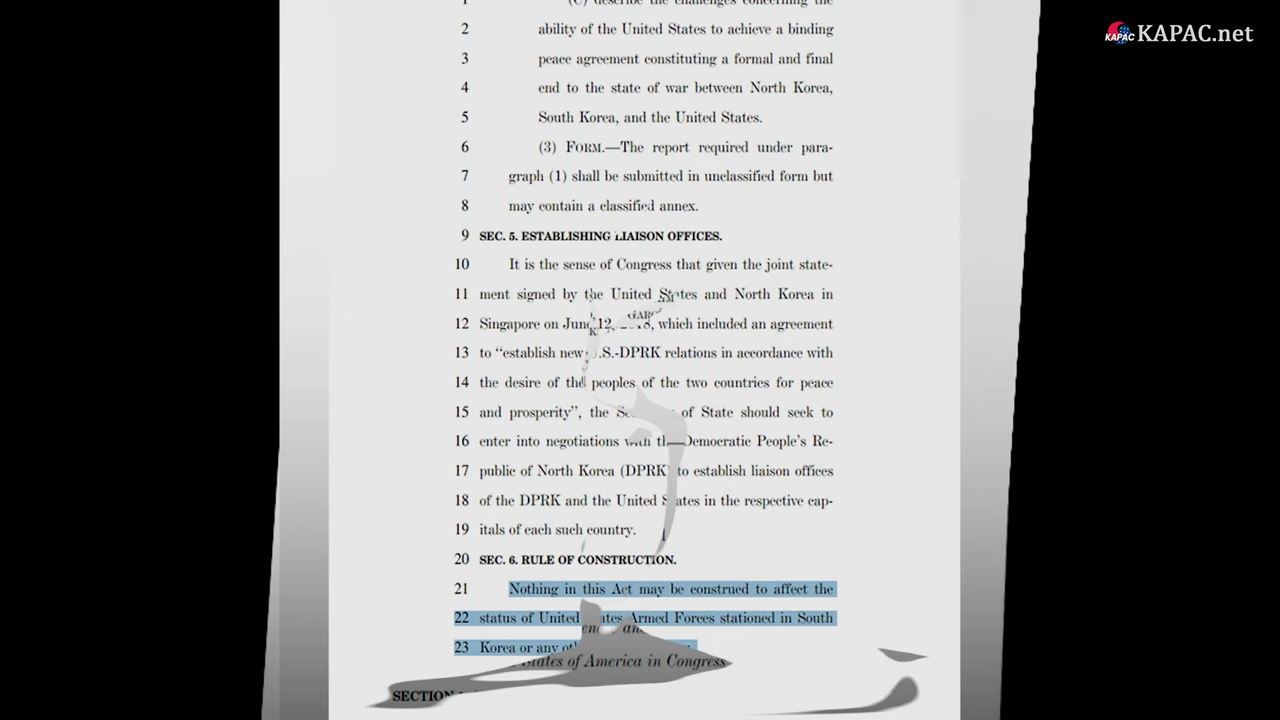 KAPAC KAPAC.net
1 (C) describe the challenges concerning the
2 ability of the United States to achieve a binding
3 peace agreement constituting a formal and final
4 end to the state of war between North Korea,
5 South Korea, and the United States.
6 (3) FORM.—The report required under para-
7 graph (1) shall be submitted in unclassified form but
8 may contain a classified annex.
9 SEC. 5. ESTABLISHING LIAISON OFFICES.
10 It is the sense of Congress that given the joint state-
11 ment signed by the United States and North Korea in
12 Singapore on June 12, which included an agreement
13 to “establish new U.S.-DPRK relations in accordance with
14 the desire of the peoples of the two countries for peace
15 and prosperity”, the of State should seek to
16 enter into negotiations with the Democratic People’s Re-
17 public of North Korea (DPRK) to establish liaison offices
18 of the DPRK and the United States in the respective cap-
19 itals of each such country.
20 SEC. 6. RULE OF CONSTRUCTION.
21 Nothing in this Act may be construed to affect the
22 status of United States Armed Forces stationed in South
23 Korea or any
States of America in Congress
SECTION